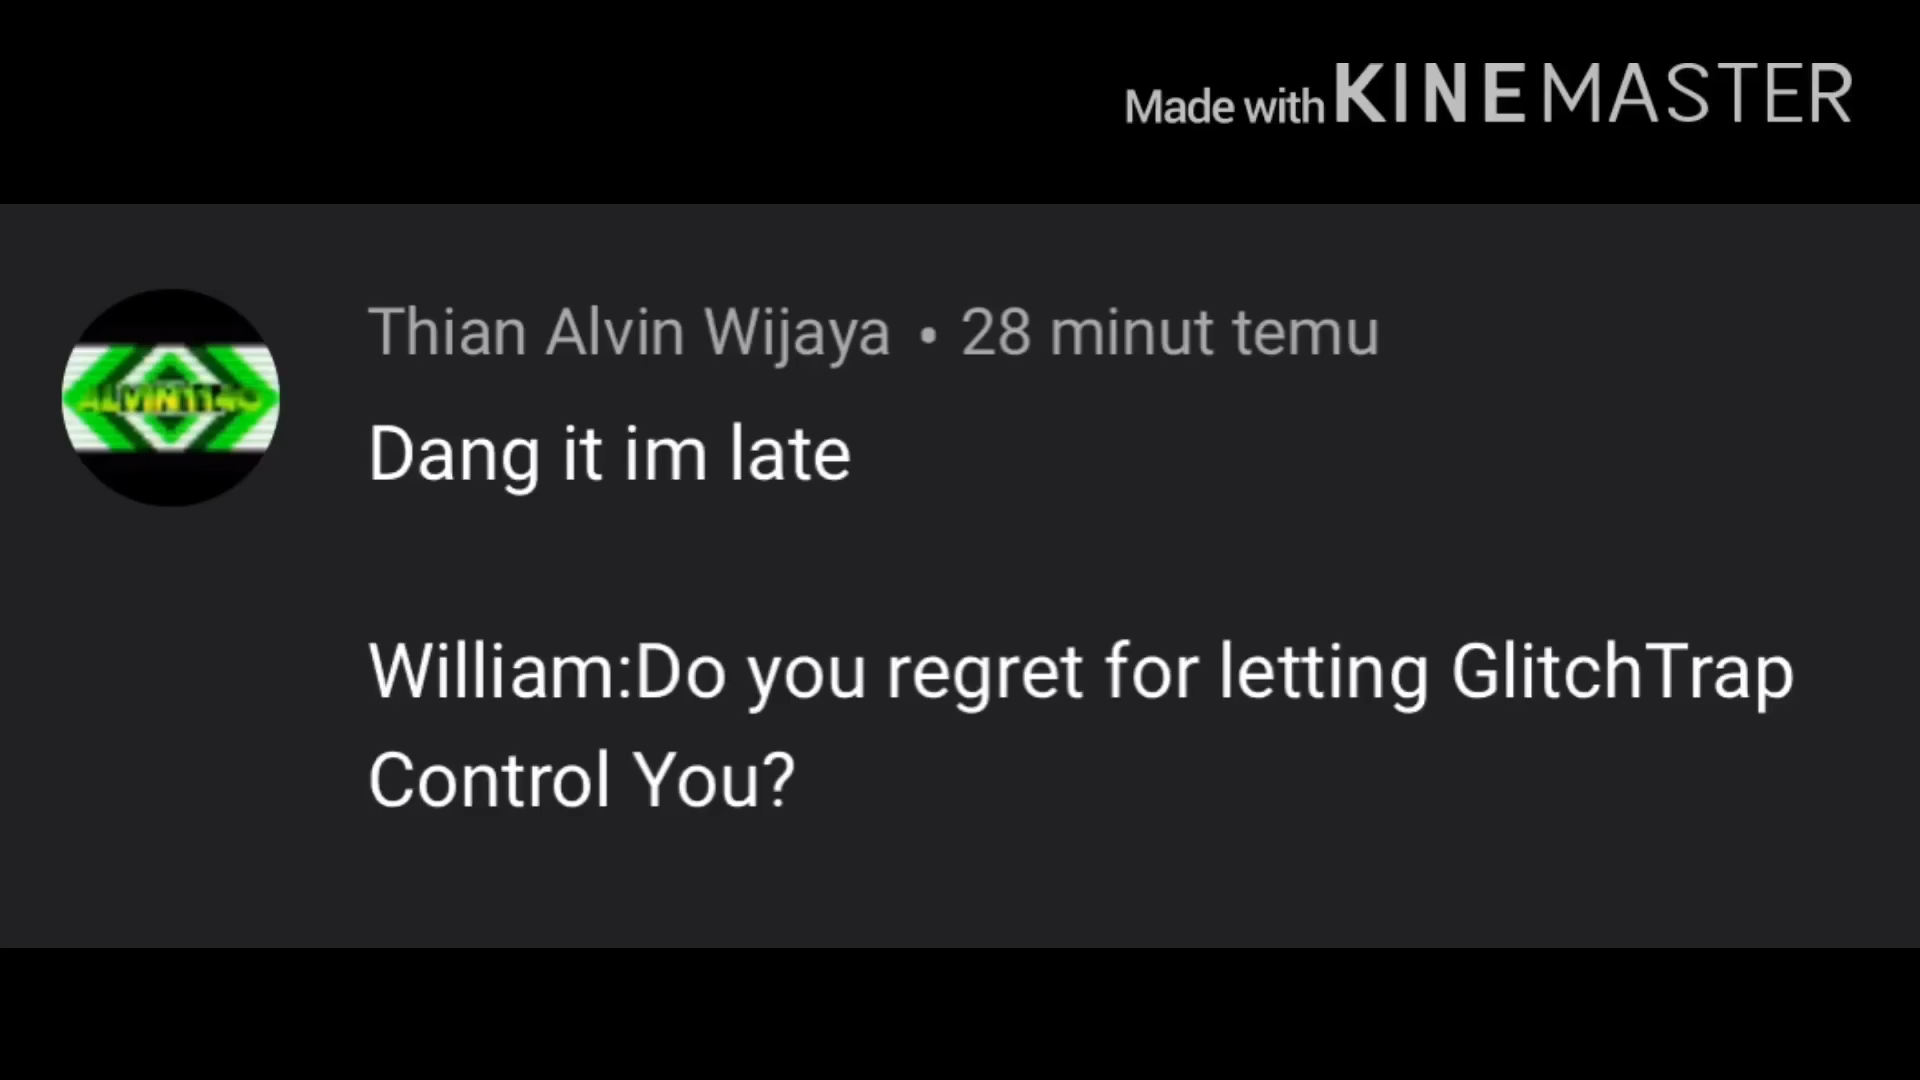 Made with KINEMASTER
Thian Alvin Wijaya • 28 minut temu
Dang it im late
William:Do you regret for letting GlitchTrap
Control You?